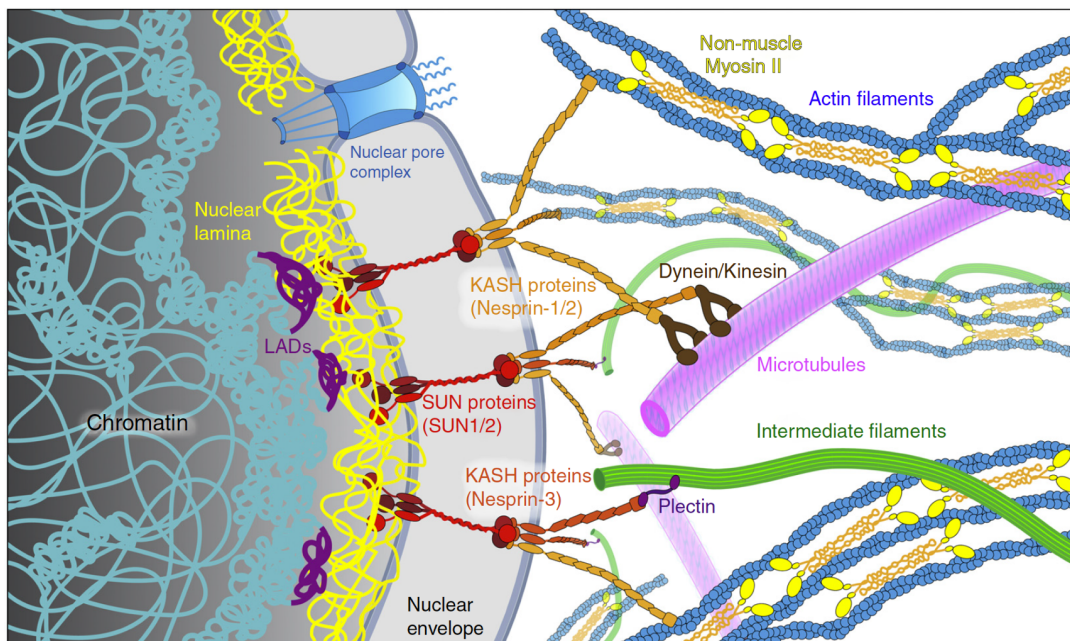 Non-muscle
Myosin II
Actin filaments
Nuclear pore
complex
Nuclear
lamina
KASH proteins
(Nesprin-1/2)
Dynein/Kinesin
LADs
Microtubules
Chromatin
SUN proteins
(SUN1/2)
Intermediate filaments
KASH proteins
(Nesprin-3)
Plectin
Nuclear
envelope